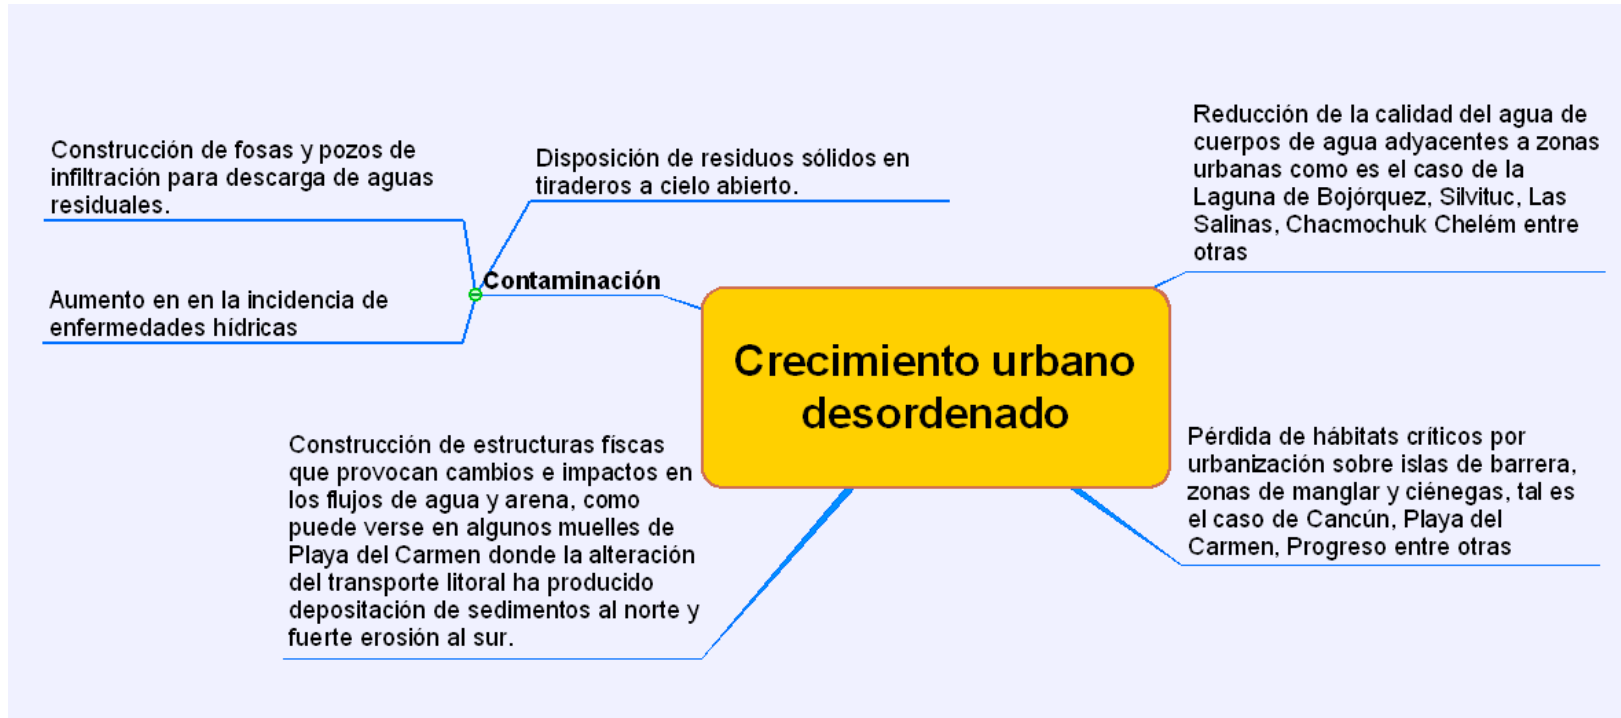 Construcción de fosas y pozos de
infiltración para descarga de aguas
residuales.
Disposición de residuos sólidos en
tiraderos a cielo abierto.
Contaminación
Aumento en en la incidencia de
enfermedades hídricas
Construcción de estructuras físcas
que provocan cambios e impactos en
los flujos de agua y arena, como
puede verse en algunos muelles de
Playa del Carmen donde la alteración
del transporte litoral ha producido
depositación de sedimentos al norte y
fuerte erosión al sur.
Crecimiento urbano
desordenado
Reducción de la calidad del agua de
cuerpos de agua adyacentes a zonas
urbanas como es el caso de la
Laguna de Bojórquez, Silvituc, Las
Salinas, Chacmochuk Chelém entre
otras
Pérdida de hábitats críticos por
urbanización sobre islas de barrera,
zonas de manglar y ciénegas, tal es
el caso de Cancún, Playa del
Carmen, Progreso entre otras